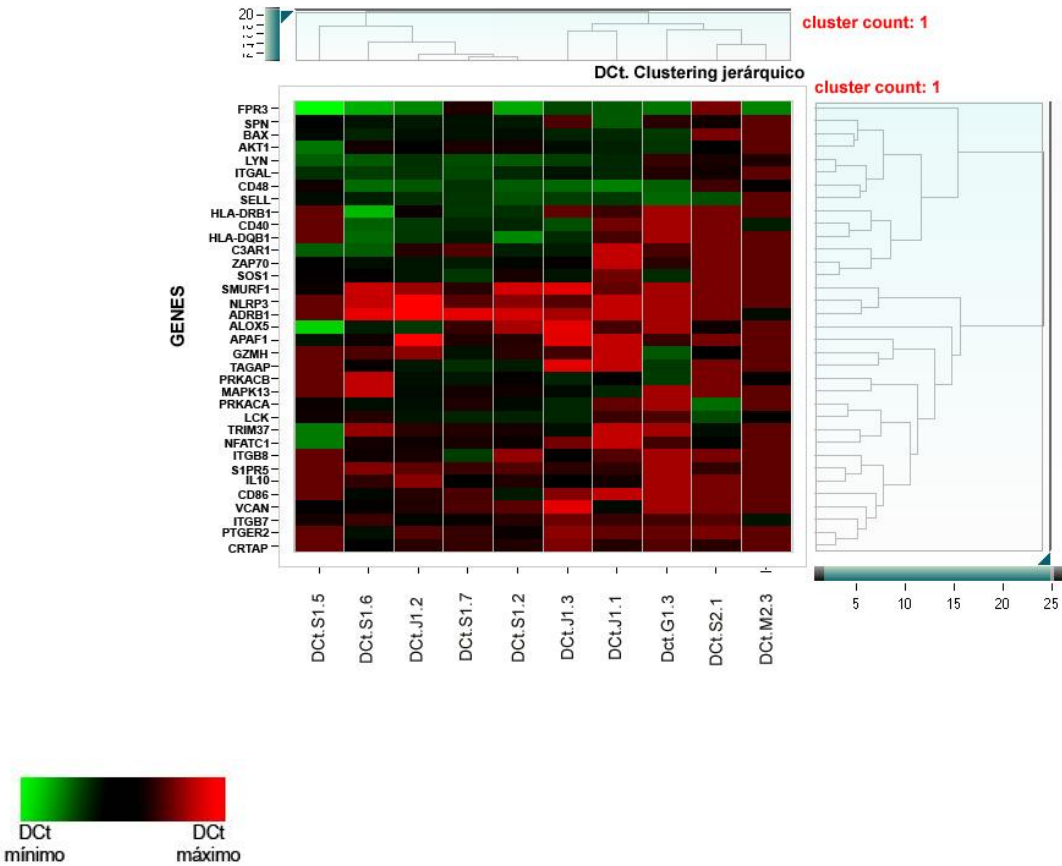 20
cluster count: 1
DCt. Clustering jerárquico
cluster count: 1
GENES
FPR3
SPN
BAX
AKT1
LYN
ITGAL
CD48
SELL
HLA-DRB1
CD40
HLA-DQB1
C3AR1
ZAP70
SOS1
SMURF1
NLRP3
ADRB1
ALOX5
APAF1
GZMH
TAGAP
PRKACB
MAPK13
PRKACA
LCK
TRIM37
NFATC1
ITGB8
S1PR5
IL10
CD86
VCAN
ITGB7
PTGER2
CRTAP
5 10 15 20 25
DCt.S1.5
DCt.S1.6
DCt.J1.2
DCt.S1.7
DCt.S1.2
DCt.J1.3
DCt.J1.1
Dct.G1.3
DCt.S2.1
DCt.M2.3
DCt mínimo
DCt máximo